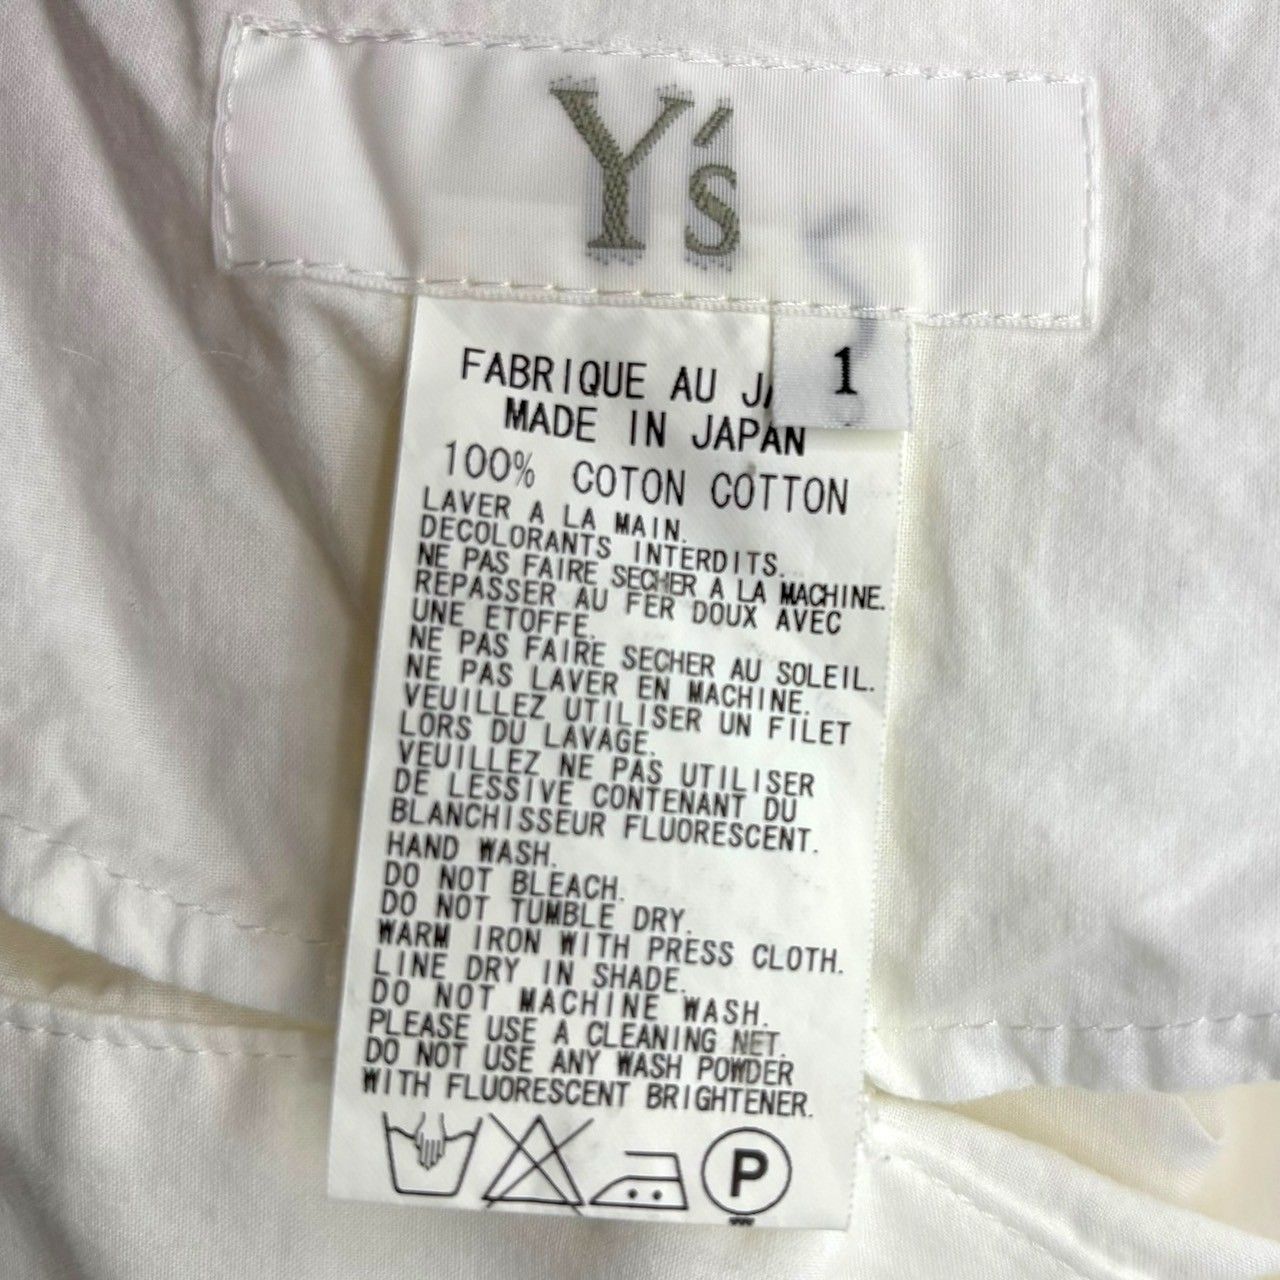 Y's
1
FABRIQUE AU
MADE IN JAPAN
100% COTON COTTON
LAVER A LA MAIN.
DECOLORANTS INTERDITS.
NE PAS FAIRE SECHER A LA MACHINE.
REPASSER AU FER DOUX AVEC
UNE ETOFFE.
NE PAS FAIRE SECHER AU SOLEIL.
NE PAS LAVER EN MACHINE.
VEUILLEZ UTILISER UN FILET
LORS DU LAVAGE.
VEUILLEZ NE PAS UTILISER
DE LESSIVE CONTENANT DU
BLANCHISSEUR FLUORESCENT.
HAND WASH.
DO NOT BLEACH.
DO NOT TUMBLE DRY.
WARM IRON WITH PRESS CLOTH.
LINE DRY IN SHADE.
DO NOT MACHINE WASH.
PLEASE USE A CLEANING NET.
DO NOT USE ANY WASH POWDER
WITH FLUORESCENT BRIGHTENER.
P